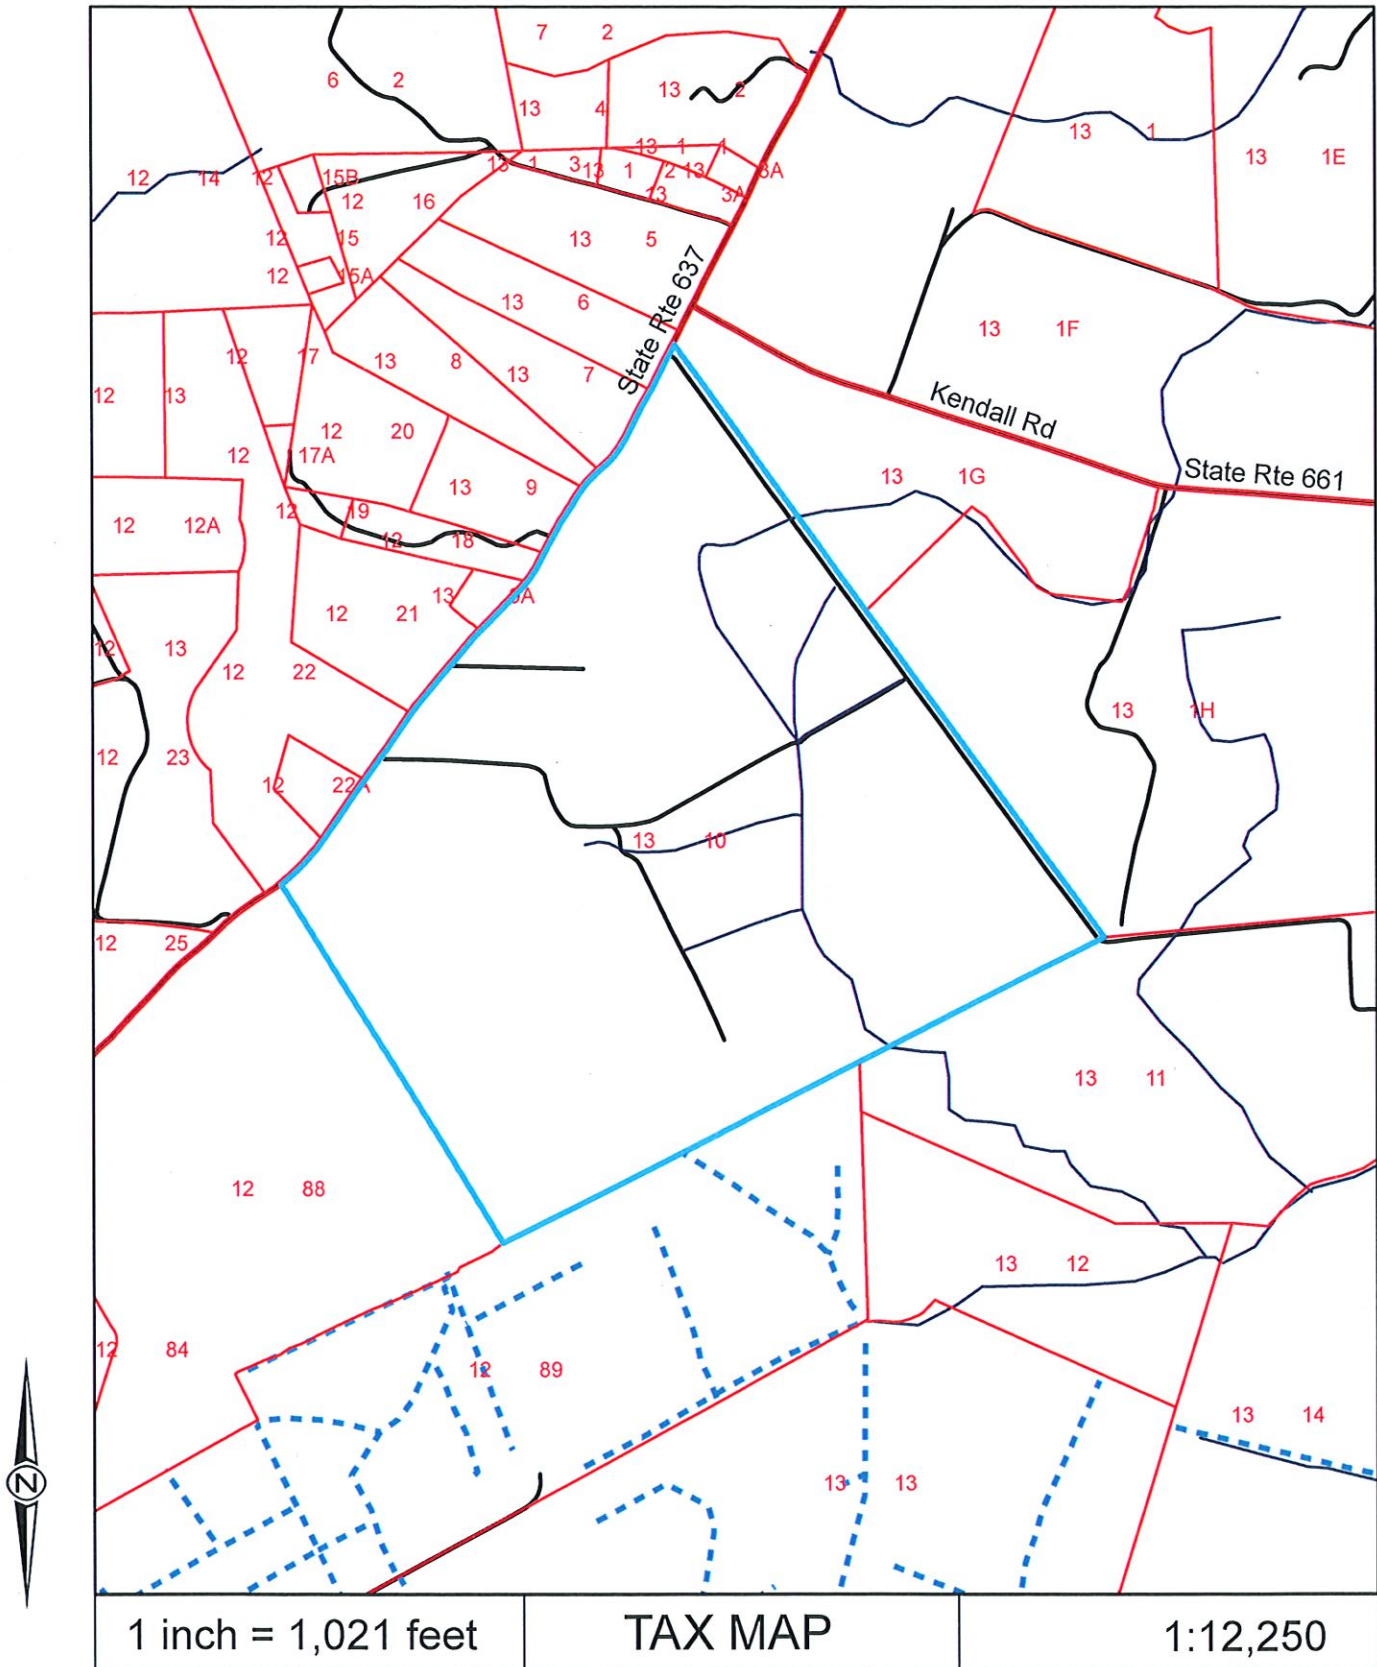 7 2
6 2
13 2
13 4
13 1
13 1E
13 1 1
13 1 3 13 1 2 13 3A
12 14 12 15B
13 3A
12 16
12 15
13 5
12 15A
13 6
State Rte 637
13 1F
12 17
13 8
13 7
12 13
Kendall Rd
12 20
12 17A
13 1G
State Rte 661
13 9
12 12A
12 19
12 18
13 9A
12 21
12 13
12 22
13 1H
12 23
12 22A
13 10
12 25
13 11
12 88
13 12
12 84
12 89
13 14
13 13
N
1 inch = 1,021 feet
TAX MAP
1:12,250